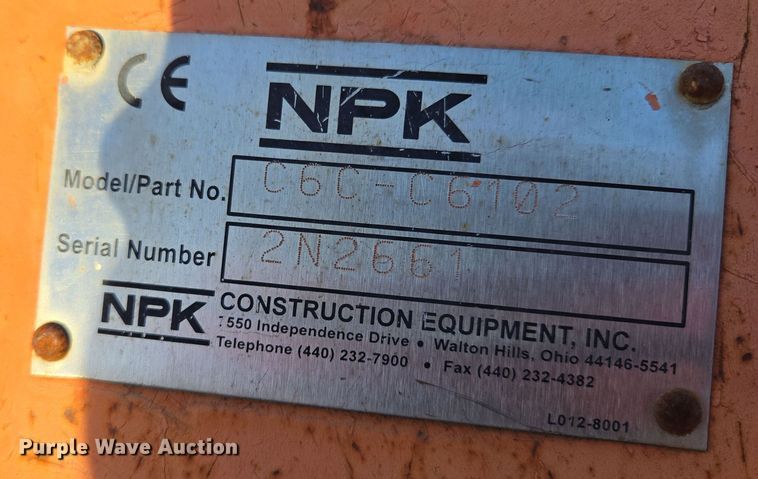 CE
NPK
Model/Part No. C6C-C6102
Serial Number 2N2661
NPK CONSTRUCTION EQUIPMENT, INC.
7550 Independence Drive • Walton Hills, Ohio 44146-5541
Telephone (440) 232-7900 • Fax (440) 232-4382
L012-8001
Purple Wave Auction